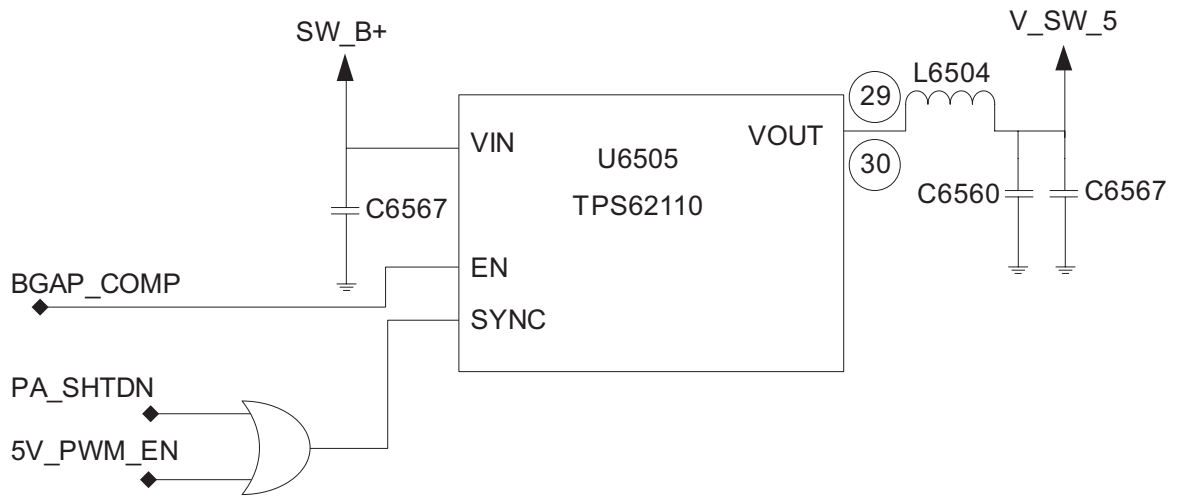 SW_B+
V_SW_5
29
L6504
VIN
U6505
VOUT
30
TPS62110
C6567
C6560
C6567
EN
BGAP_COMP
SYNC
PA_SHTDN
5V_PWM_EN